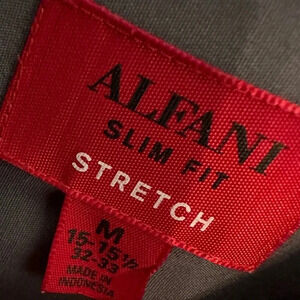 ALFANI
SLIM FIT
STRETCH
M
15-15½
32-33
MADE IN
INDONESIA